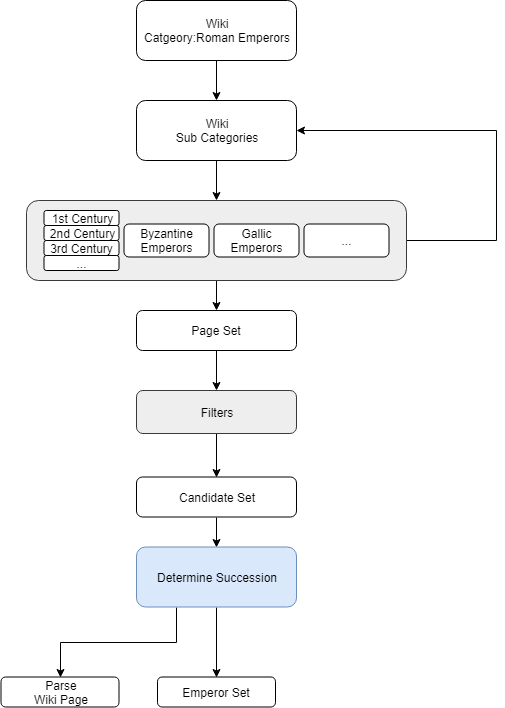 Wiki
Catgeory:Roman Emperors
Wiki
Sub Categories
1st Century
2nd Century
3rd Century
...
Byzantine
Emperors
Gallic
Emperors
...
Page Set
Filters
Candidate Set
Determine Succession
Parse
Wiki Page
Emperor Set